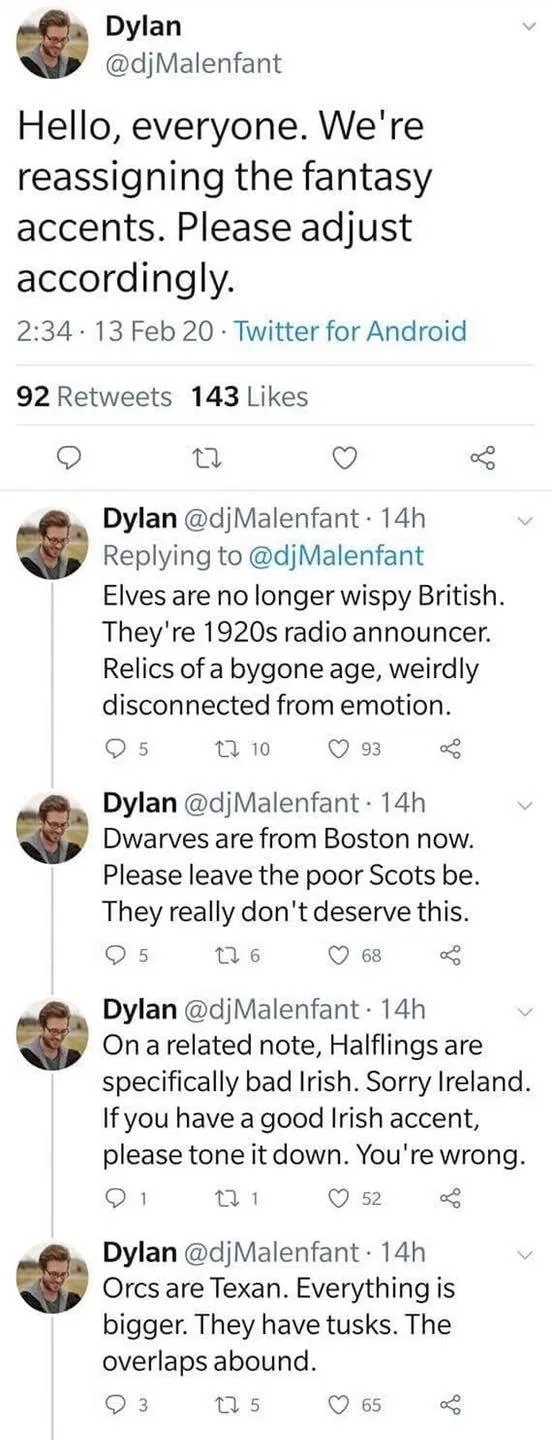 Dylan
@djMalenfant
Hello, everyone. We're
reassigning the fantasy
accents. Please adjust
accordingly.
2:34 · 13 Feb 20 · Twitter for Android
92 Retweets 143 Likes
Dylan @djMalenfant · 14h
Replying to @djMalenfant
Elves are no longer wispy British.
They're 1920s radio announcer.
Relics of a bygone age, weirdly
disconnected from emotion.
5 10 93
Dylan @djMalenfant · 14h
Dwarves are from Boston now.
Please leave the poor Scots be.
They really don't deserve this.
5 6 68
Dylan @djMalenfant · 14h
On a related note, Halflings are
specifically bad Irish. Sorry Ireland.
If you have a good Irish accent,
please tone it down. You're wrong.
1 1 52
Dylan @djMalenfant · 14h
Orcs are Texan. Everything is
bigger. They have tusks. The
overlaps abound.
3 5 65